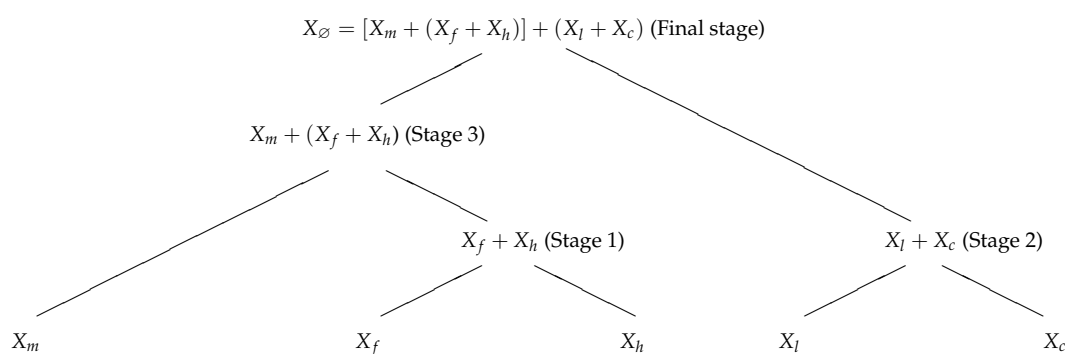 X_∅ = [X_m + (X_f + X_h)] + (X_l + X_c) (Final stage)
X_m + (X_f + X_h) (Stage 3)
X_f + X_h (Stage 1) X_l + X_c (Stage 2)
X_m X_f X_h X_l X_c